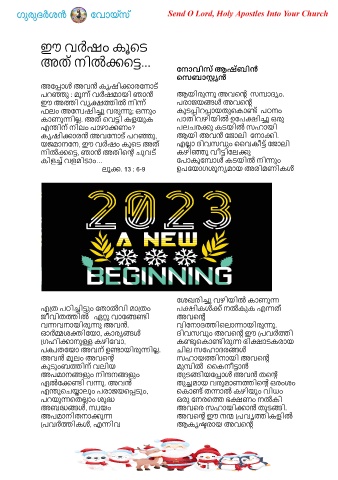 ഗുരുദർശൻ വോയ്സ്
Send O Lord, Holy Apostles Into Your Church
ഈ വർഷം കൂടെ
അത് നിൽക്കട്ടെ...
അപ്പോൾ അവൻ കൃഷിക്കാരനോട്
പറഞ്ഞു : മൂന്ന് വർഷമായി ഞാൻ
ഈ അത്തി വൃക്ഷത്തിൽ നിന്ന്
ഫലം അന്വേഷിച്ചു വരുന്നു; ഒന്നും
കാണുന്നില്ല. അത് വെട്ടി കളയുക
എന്തിന് നിലം പാഴാക്കണം?
കൃഷിക്കാരൻ അവനോട് പറഞ്ഞു.
യജമാനനേ, ഈ വർഷം കൂടെ അത്
നിൽക്കട്ടെ, ഞാൻ അതിന്റെ ചുവട്
കിളച്ച് വളമിടാം...
ലൂക്ക. 13 : 6-9
നോവിസ് ആഷ്ബിൻ
സെബാസ്റ്റ്യൻ
ആയിരുന്നു അവന്റെ സമ്പാദ്യം.
പരാജയങ്ങൾ അവന്റെ
കൂടപ്പിറപ്പായതുകൊണ്ട് പഠനം
പാതിവഴിയിൽ ഉപേക്ഷിച്ചു ഒരു
പലചരക്കു കടയിൽ സഹായി
ആയി അവൻ ജോലി നോക്കി.
എല്ലാ ദിവസവും വൈകീട്ട് ജോലി
കഴിഞ്ഞു വീട്ടിലേക്കു
പോകുമ്പോൾ കടയിൽ നിന്നും
ഉപയോഗശൂന്യമായ അരിമണികൾ
2023
A NEW
BEGINNING
എത്ര പഠിച്ചിട്ടും തോൽവി മാത്രം
ജീവിതത്തിൽ ഏറ്റു വാങ്ങേണ്ടി
വന്നവനായിരുന്നു അവൻ.
ഓർമ്മശക്തിയോ, കാര്യങ്ങൾ
ഗ്രഹിക്കാനുള്ള കഴിവോ,
പക്വതയോ അവന് ഉണ്ടായിരുന്നില്ല.
അവൻ മൂലം അവന്റെ
കുടുംബത്തിന് വലിയ
അപമാനങ്ങളും നിന്ദനങ്ങളും
ഏൽക്കേണ്ടി വന്നു. അവൻ
എന്തുചെയ്യാലും പരാജയപ്പെടും,
പറയുന്നതെല്ലാം ശുദ്ധ
അബദ്ധങ്ങൾ, സ്വയം
അപമാനിതനാക്കുന്ന
പ്രവർത്തികൾ, എന്നിവ
ശേഖരിച്ചു വഴിയിൽ കാണുന്ന
പക്ഷികൾക്ക് നൽകുക എന്നത്
അവന്റെ
വിനോദത്തിലൊന്നായിരുന്നു.
ദിവസവും അവന്റെ ഈ പ്രവർത്തി
കണ്ടുകൊണ്ടിരുന്ന ഭിക്ഷാടകരായ
ചില സഹോദരങ്ങൾ
സഹായത്തിനായി അവന്റെ
മുമ്പിൽ കൈനീട്ടാൻ
തുടങ്ങിയപ്പോൾ അവൻ തന്റെ
തുച്ഛമായ വരുമാനത്തിന്റെ ഒരംശം
കൊണ്ട് തന്നാൽ കഴിയും വിധം
ഒരു നേരത്തെ ഭക്ഷണം നൽകി
അവരെ സഹായിക്കാൻ തുടങ്ങി.
അവന്റെ ഈ നന്മ പ്രവൃത്തി കളിൽ
ആകൃഷ്ടരായ അവന്റെ